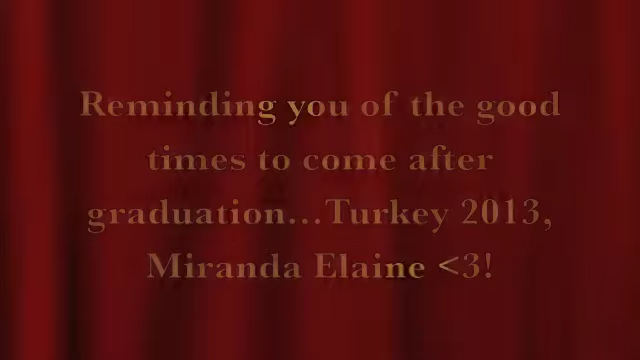 Reminding you of the good
times to come after
graduation...Turkey 2013,
Miranda Elaine <3!